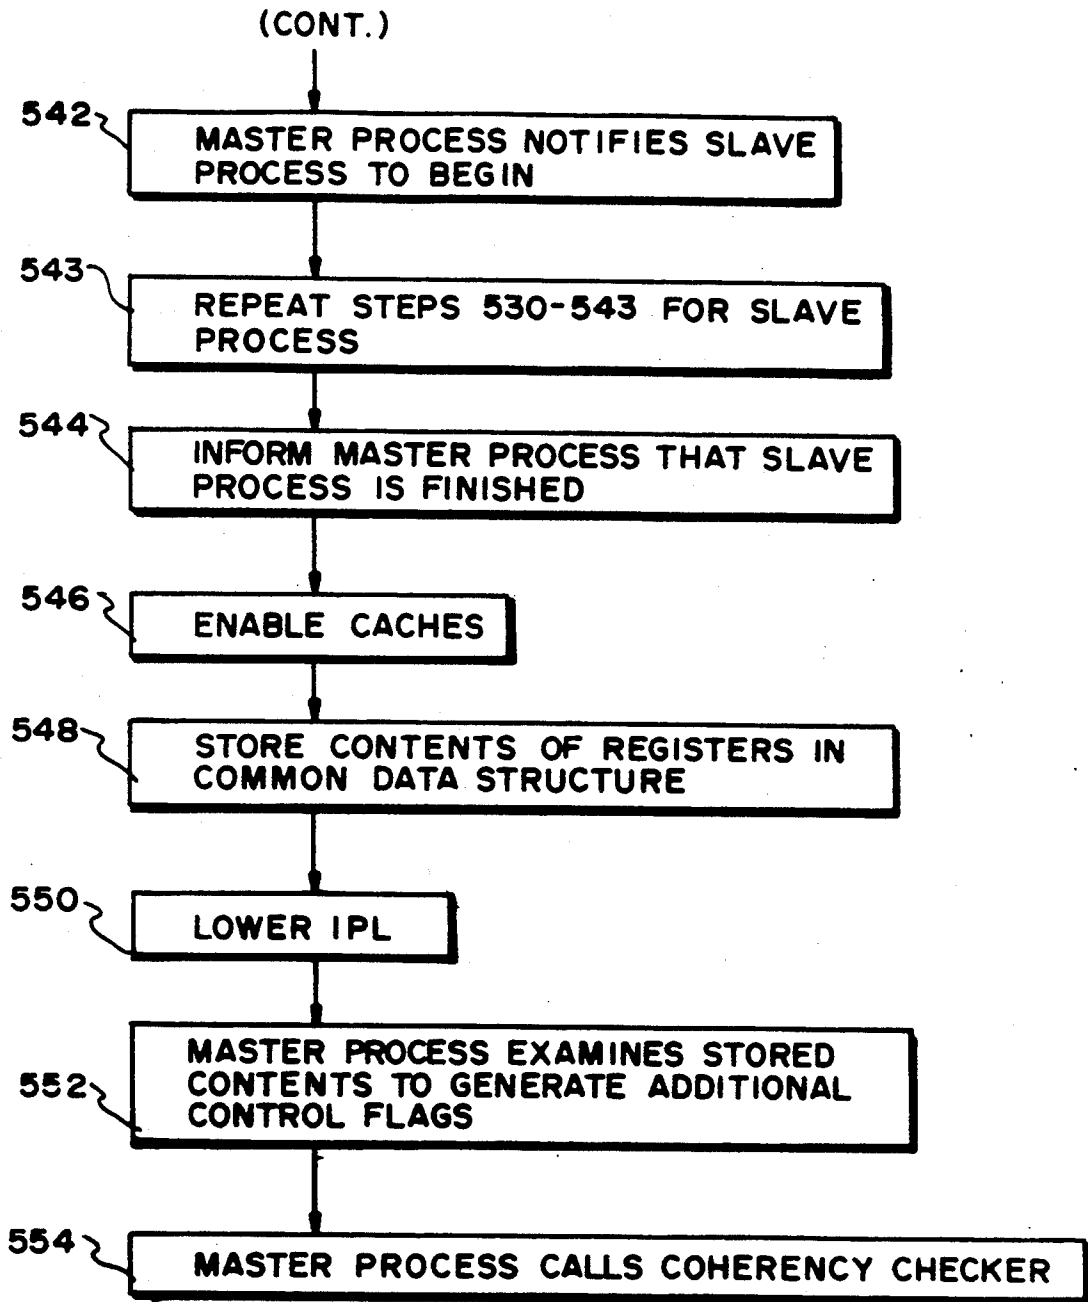 (CONT.)
542
MASTER PROCESS NOTIFIES SLAVE
PROCESS TO BEGIN
543
REPEAT STEPS 530-543 FOR SLAVE
PROCESS
544
INFORM MASTER PROCESS THAT SLAVE
PROCESS IS FINISHED
546
ENABLE CACHES
548
STORE CONTENTS OF REGISTERS IN
COMMON DATA STRUCTURE
550
LOWER IPL
552
MASTER PROCESS EXAMINES STORED
CONTENTS TO GENERATE ADDITIONAL
CONTROL FLAGS
554
MASTER PROCESS CALLS COHERENCY CHECKER